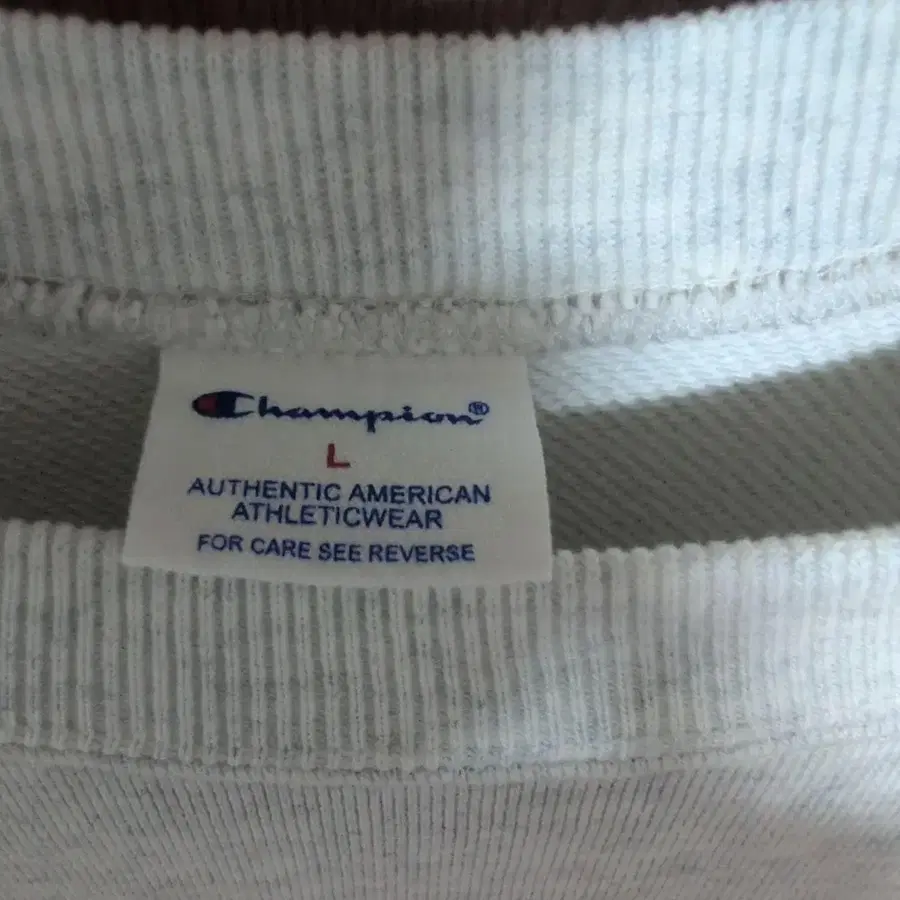 Champion®
L
AUTHENTIC AMERICAN
ATHLETICWEAR
FOR CARE SEE REVERSE